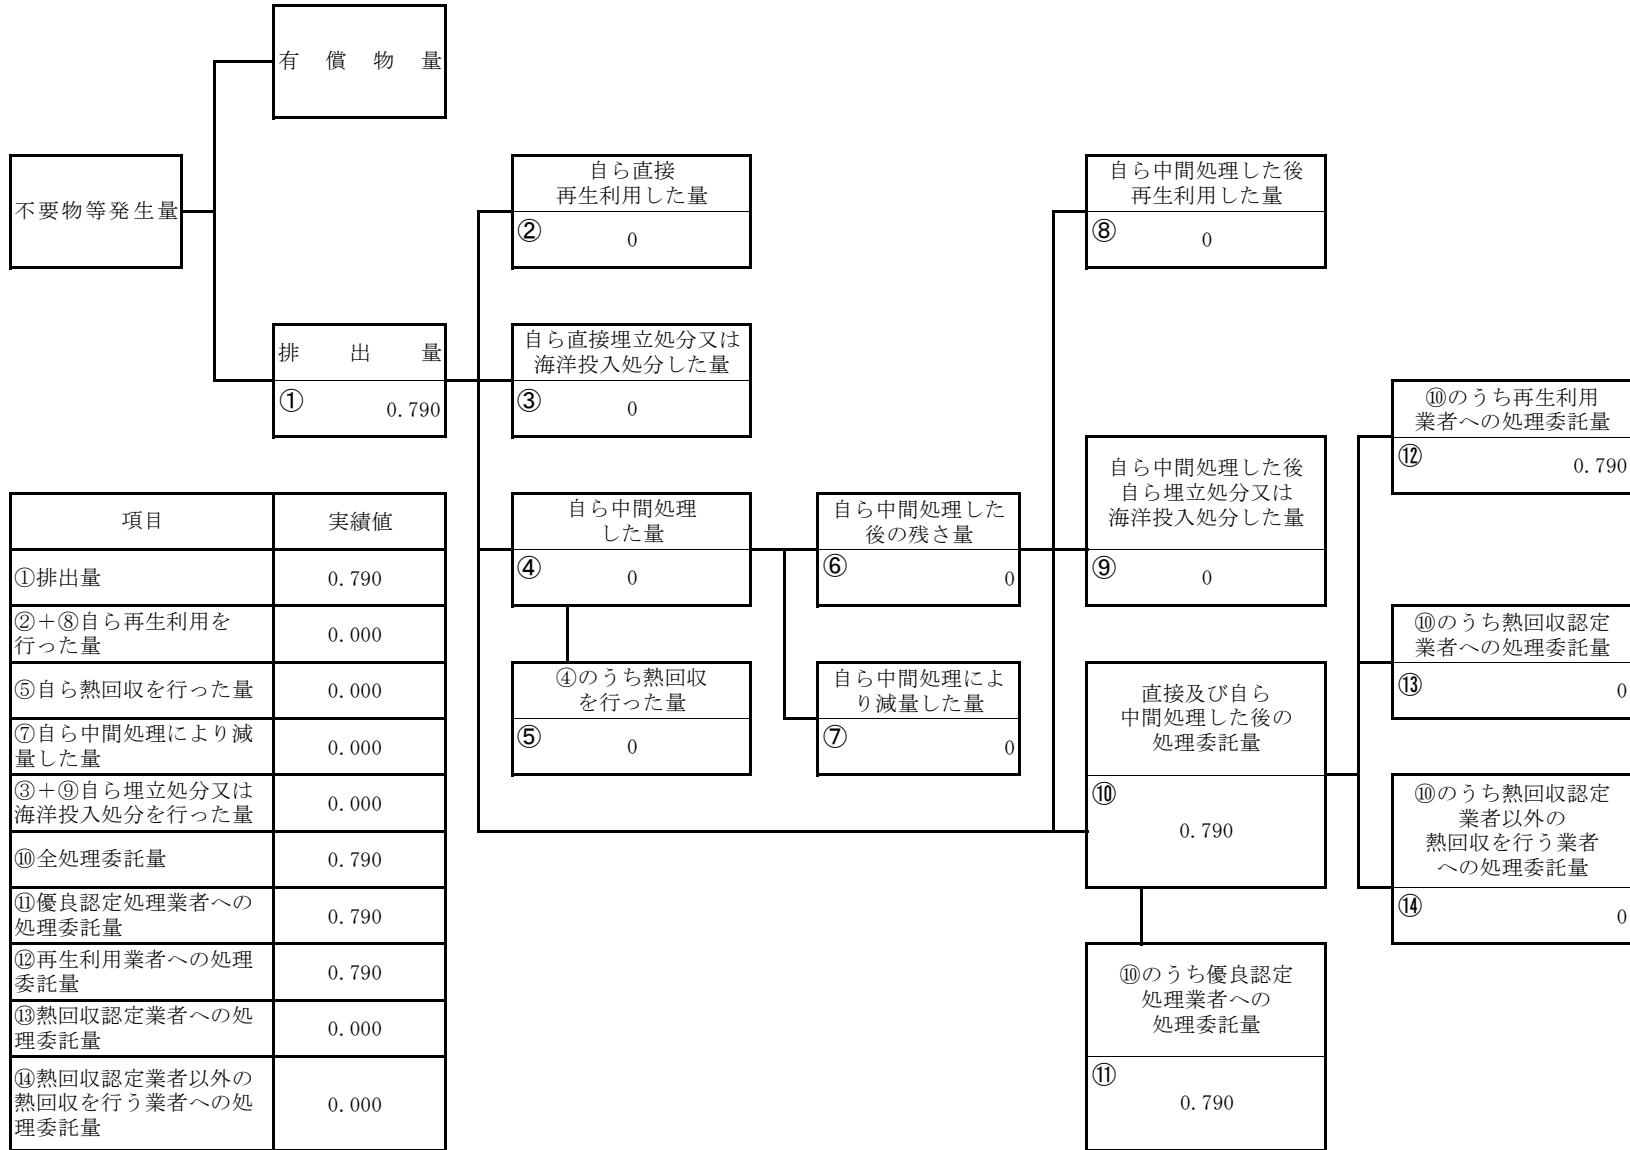 有償物量
不要物等発生量
排出量
① 0.790
自ら直接
再生利用した量
② 0
自ら直接埋立処分又は
海洋投入処分した量
③ 0
自ら中間処理
した量
④ 0
④のうち熱回収
を行った量
⑤ 0
自ら中間処理した
後の残さ量
⑥ 0
自ら中間処理によ
り減量した量
⑦ 0
自ら中間処理した後
再生利用した量
⑧ 0
自ら中間処理した後
自ら埋立処分又は
海洋投入処分した量
⑨ 0
直接及び自ら
中間処理した後の
処理委託量
⑩
0.790
⑩のうち優良認定
処理業者への
処理委託量
⑪
0.790
⑩のうち再生利用
業者への処理委託量
⑫ 0.790
⑩のうち熱回収認定
業者への処理委託量
⑬ 0
⑩のうち熱回収認定
業者以外の
熱回収を行う業者
への処理委託量
⑭ 0
項目 実績値
①排出量 0.790
②＋⑧自ら再生利用を
行った量 0.000
⑤自ら熱回収を行った量 0.000
⑦自ら中間処理により減
量した量 0.000
③＋⑨自ら埋立処分又は
海洋投入処分を行った量 0.000
⑩全処理委託量 0.790
⑪優良認定処理業者への
処理委託量 0.790
⑫再生利用業者への処理
委託量 0.790
⑬熱回収認定業者への処
理委託量 0.000
⑭熱回収認定業者以外の
熱回収を行う業者への処 0.000
理委託量